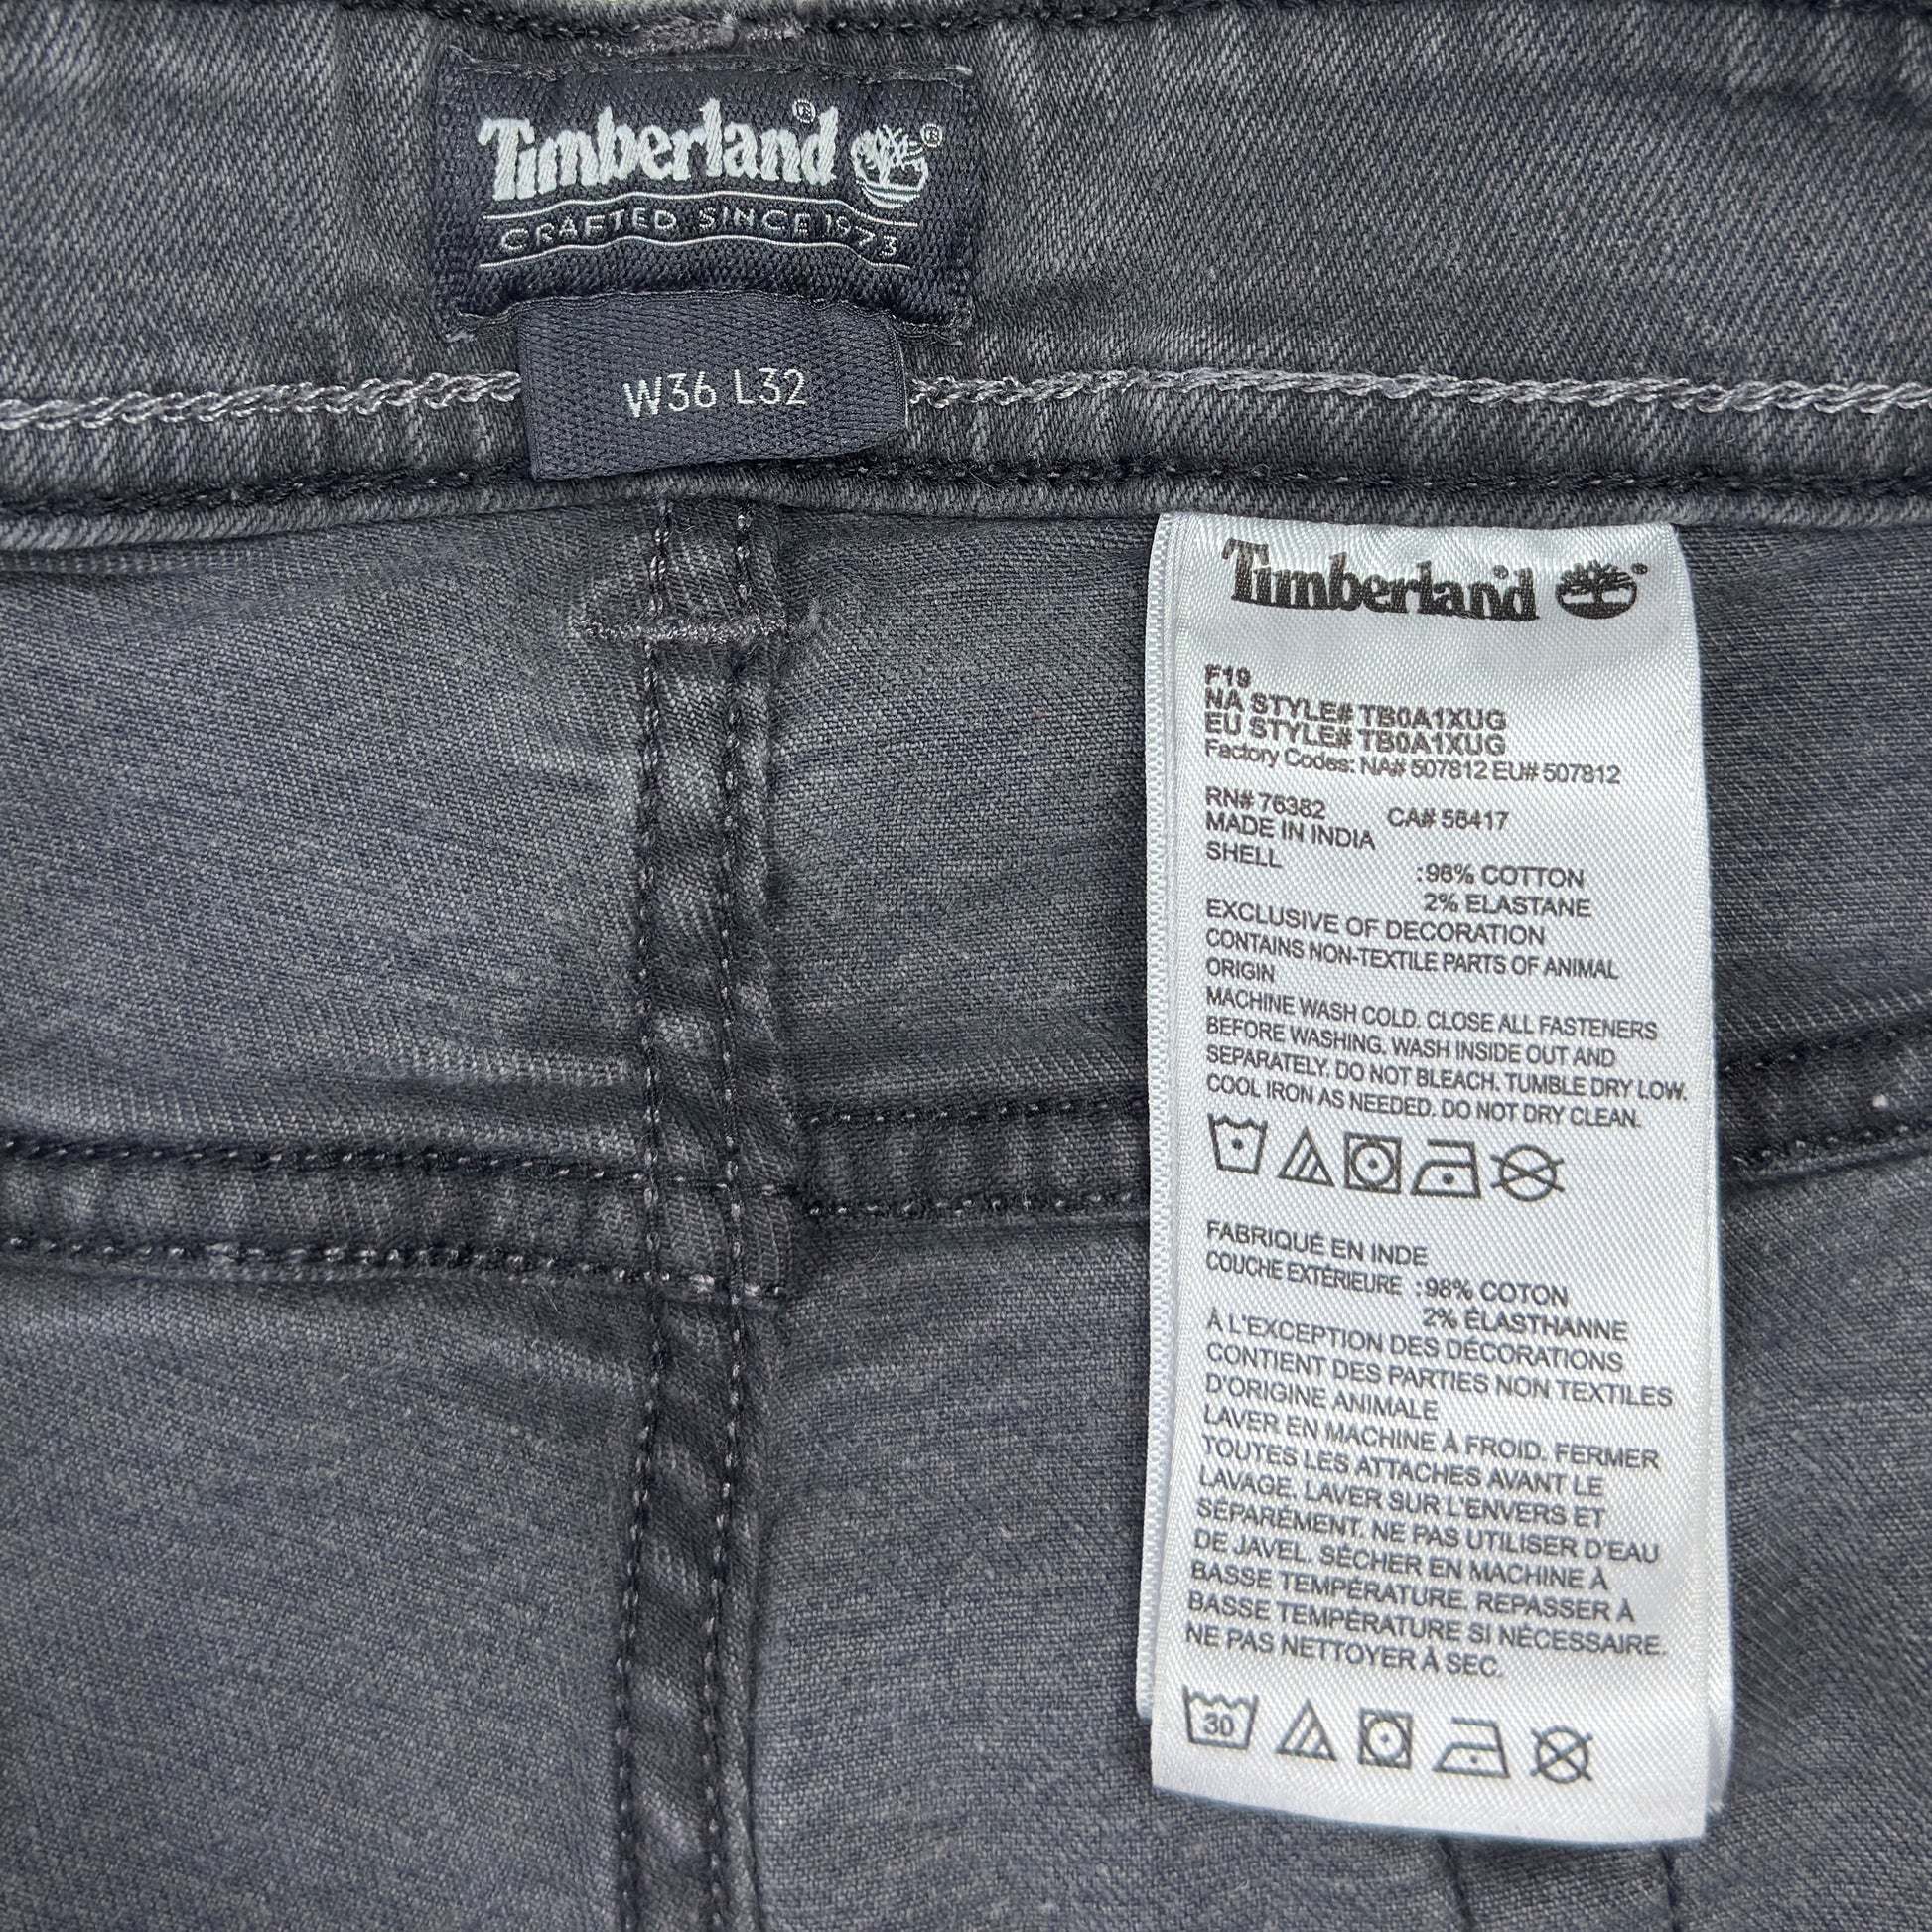 Timberland®
CRAFTED SINCE 1973
W36 L32
Timberland
F19
NA STYLE# TB0A1XUG
EU STYLE# TB0A1XUG
Factory Codes: NA# 507812 EU# 507812
RN# 76382 CA# 58417
MADE IN INDIA
SHELL :98% COTTON
2% ELASTANE
EXCLUSIVE OF DECORATION
CONTAINS NON-TEXTILE PARTS OF ANIMAL
ORIGIN
MACHINE WASH COLD. CLOSE ALL FASTENERS
BEFORE WASHING. WASH INSIDE OUT AND
SEPARATELY. DO NOT BLEACH. TUMBLE DRY LOW.
COOL IRON AS NEEDED. DO NOT DRY CLEAN.
FABRIQUÉ EN INDE
COUCHE EXTÉRIEURE :98% COTON
2% ÉLASTHANNE
À L'EXCEPTION DES DÉCORATIONS
CONTIENT DES PARTIES NON TEXTILES
D'ORIGINE ANIMALE
LAVER EN MACHINE À FROID. FERMER
TOUTES LES ATTACHES AVANT LE
LAVAGE. LAVER SUR L'ENVERS ET
SÉPARÉMENT. NE PAS UTILISER D'EAU
DE JAVEL. SÉCHER EN MACHINE À
BASSE TEMPÉRATURE. REPASSER À
BASSE TEMPÉRATURE SI NÉCESSAIRE.
NE PAS NETTOYER À SEC.
30